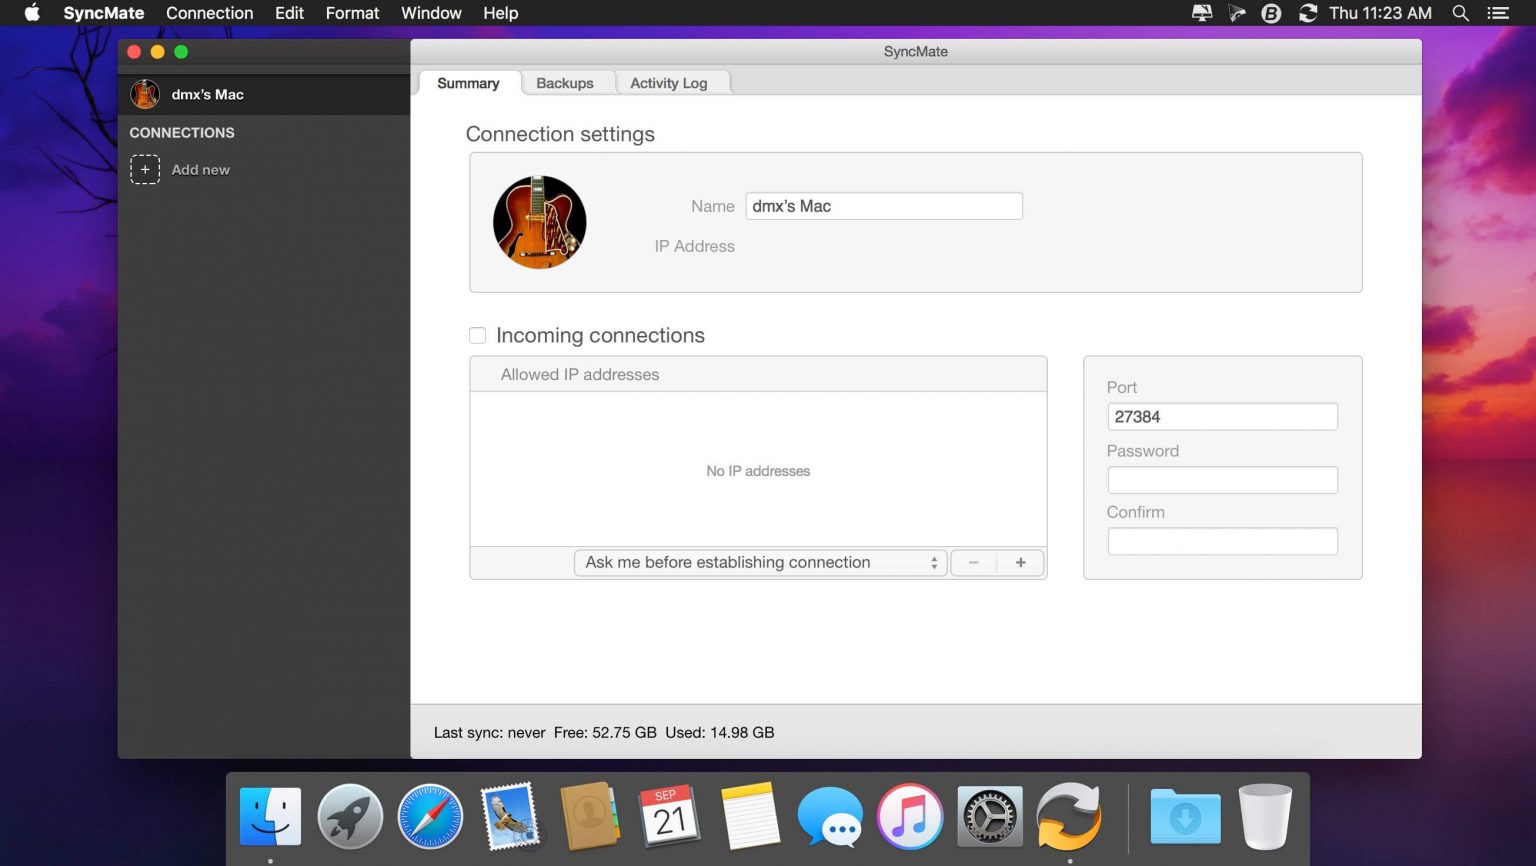 SyncMate Connection Edit Format Window Help Thu 11:23 AM
SyncMate
dmx's Mac
CONNECTIONS
+ Add new
Summary Backups Activity Log
Connection settings
Name dmx's Mac
IP Address
Incoming connections
Allowed IP addresses
No IP addresses
Ask me before establishing connection − +
Port
27384
Password
Confirm
Last sync: never Free: 52.75 GB Used: 14.98 GB
SEP
21